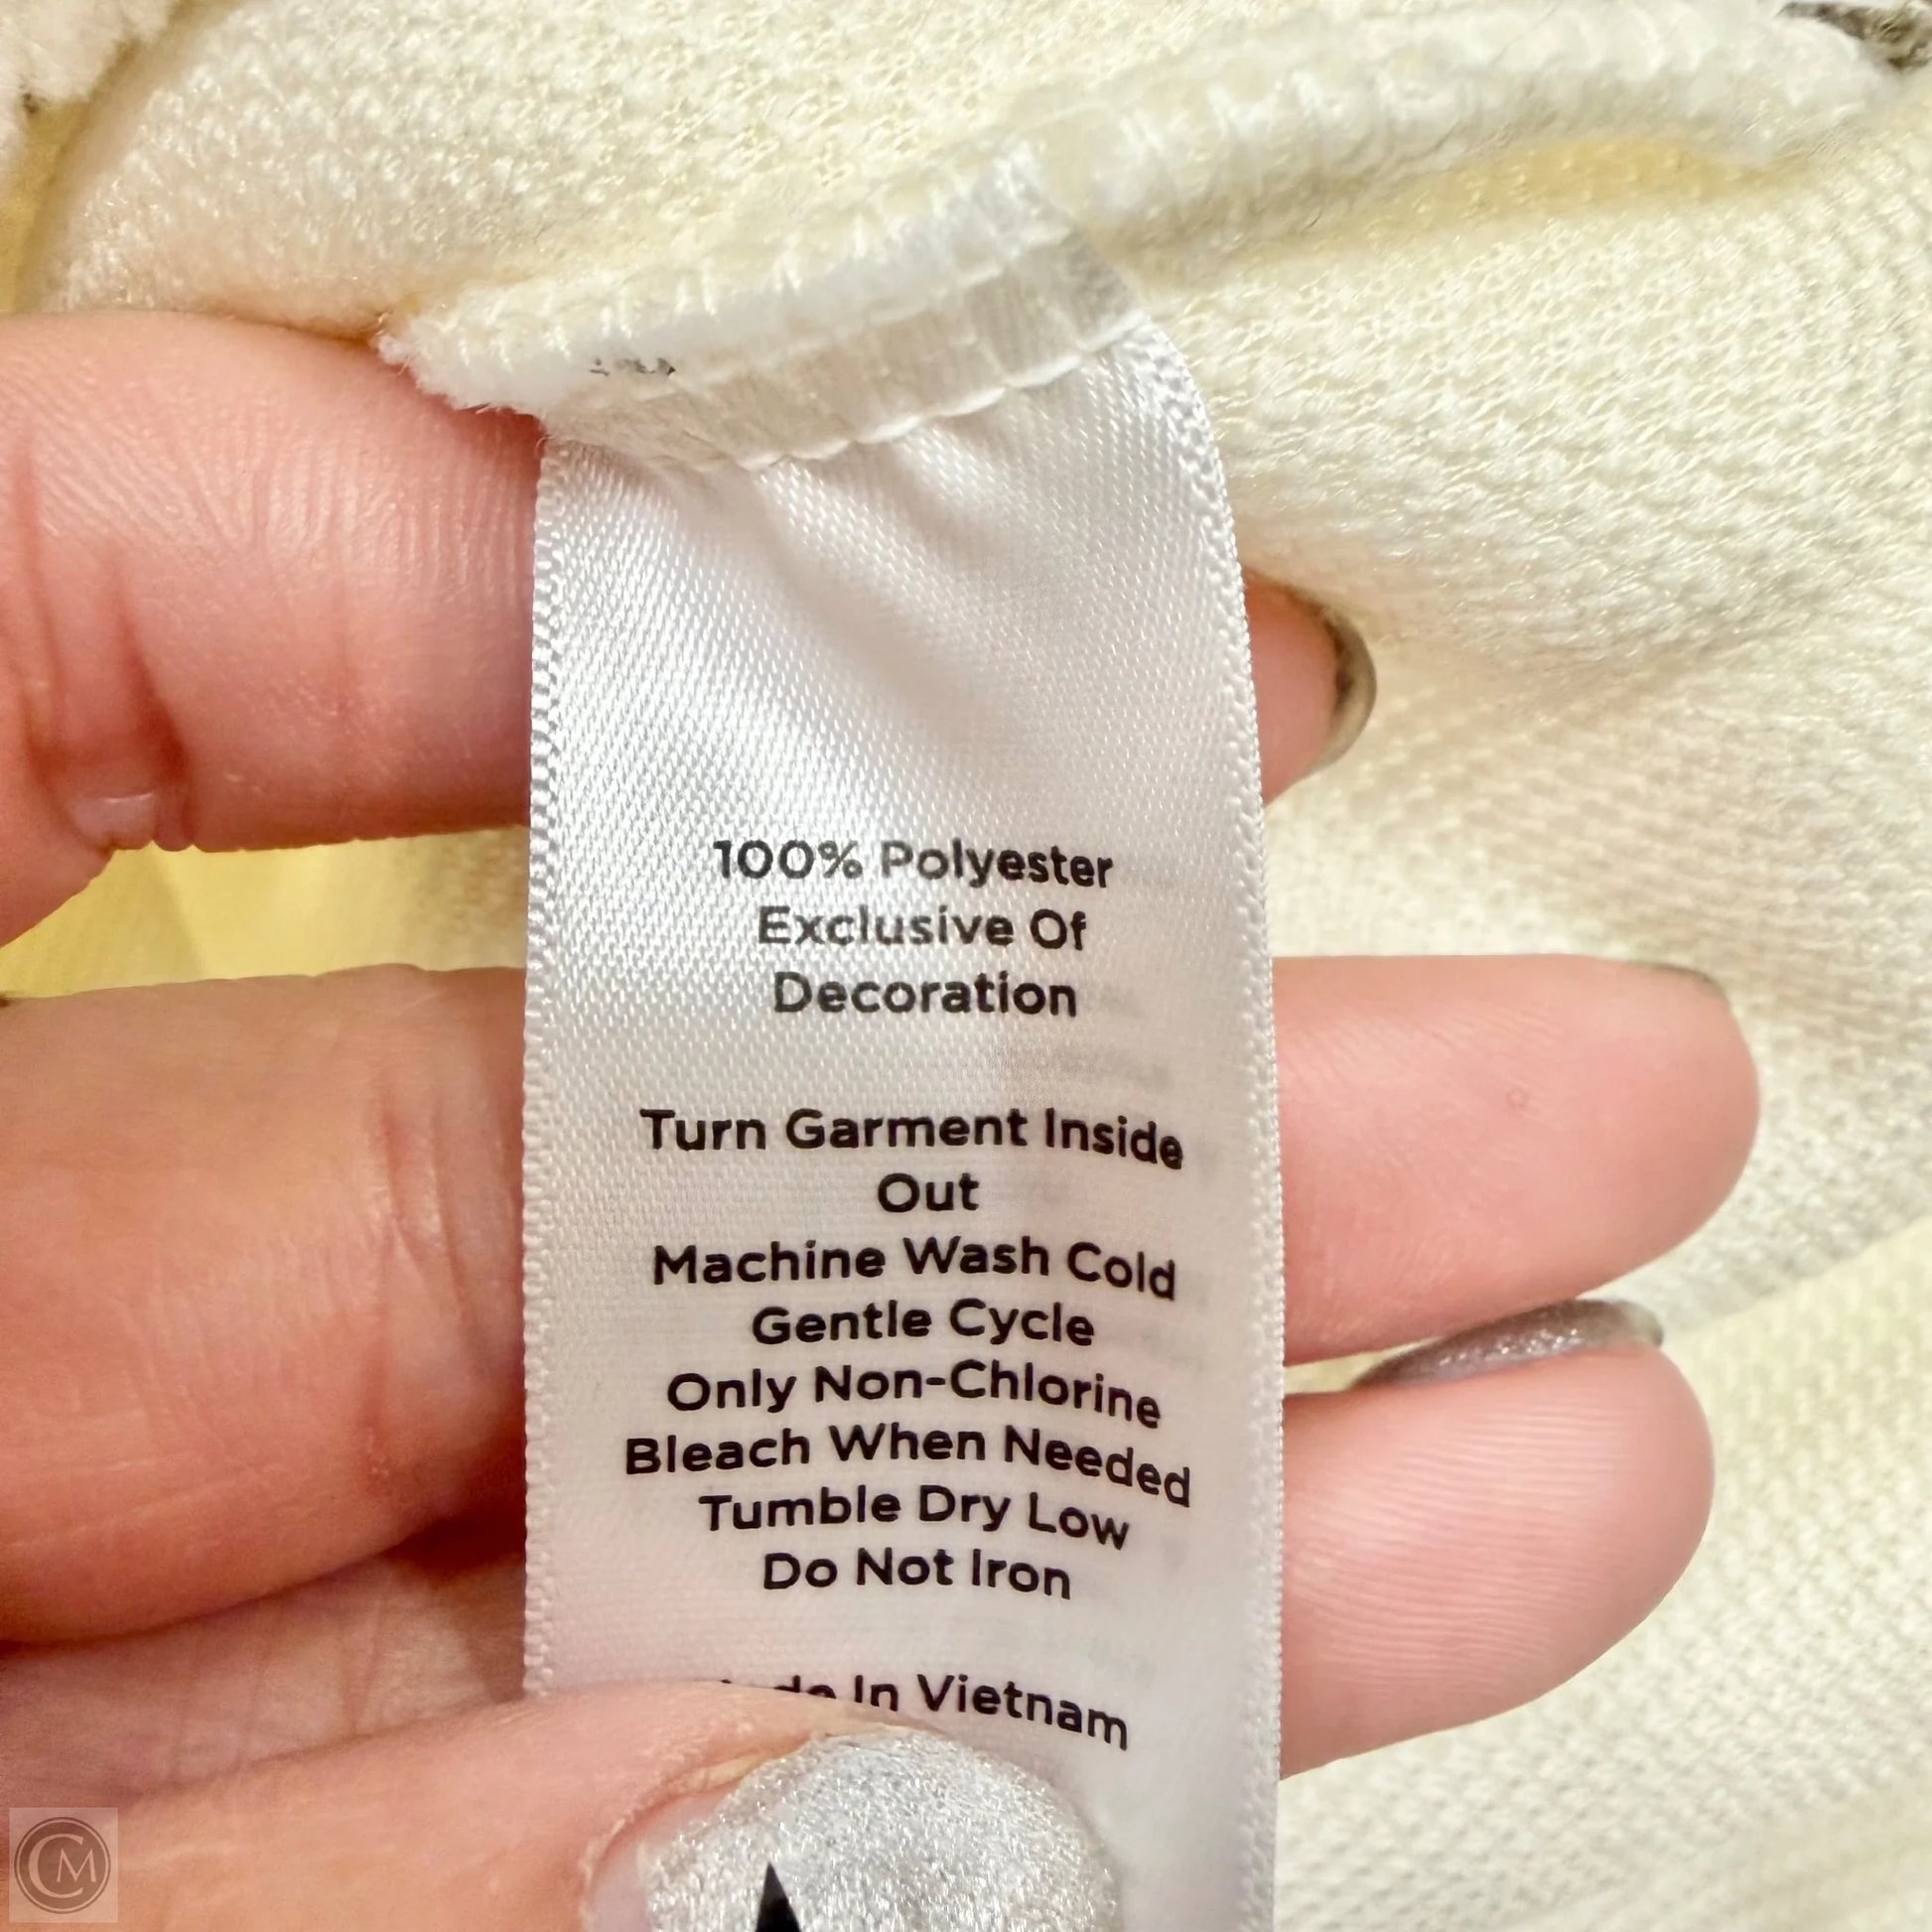 100% Polyester
Exclusive Of
Decoration
Turn Garment Inside
Out
Machine Wash Cold
Gentle Cycle
Only Non-Chlorine
Bleach When Needed
Tumble Dry Low
Do Not Iron
In Vietnam
CM